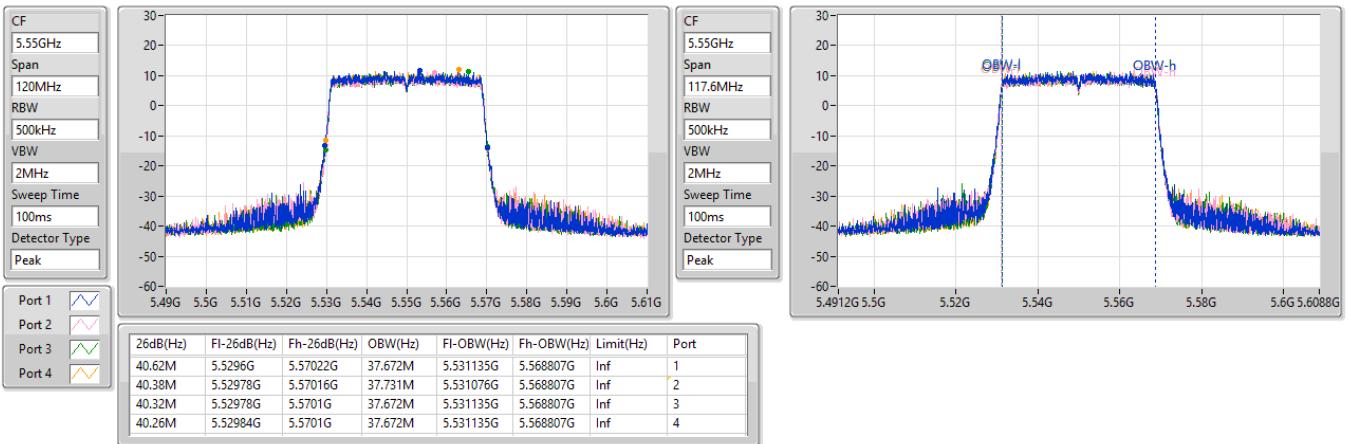 CF
5.55GHz
Span
120MHz
RBW
500kHz
VBW
2MHz
Sweep Time
100ms
Detector Type
Peak
30
20
10
0
-10
-20
-30
-40
-50
-60
5.49G 5.5G 5.51G 5.52G 5.53G 5.54G 5.55G 5.56G 5.57G 5.58G 5.59G 5.6G 5.61G
CF
5.55GHz
Span
117.6MHz
RBW
500kHz
VBW
2MHz
Sweep Time
100ms
Detector Type
Peak
30
20
10
0
-10
-20
-30
-40
-50
-60
OBW-l OBW-h
5.4912G 5.5G 5.52G 5.54G 5.56G 5.58G 5.6G 5.6088G
Port 1
Port 2
Port 3
Port 4
26dB(Hz) Fl-26dB(Hz) Fh-26dB(Hz) OBW(Hz) Fl-OBW(Hz) Fh-OBW(Hz) Limit(Hz) Port
40.62M 5.5296G 5.57022G 37.672M 5.531135G 5.568807G Inf 1
40.38M 5.52978G 5.57016G 37.731M 5.531076G 5.568807G Inf 2
40.32M 5.52978G 5.5701G 37.672M 5.531135G 5.568807G Inf 3
40.26M 5.52984G 5.5701G 37.672M 5.531135G 5.568807G Inf 4